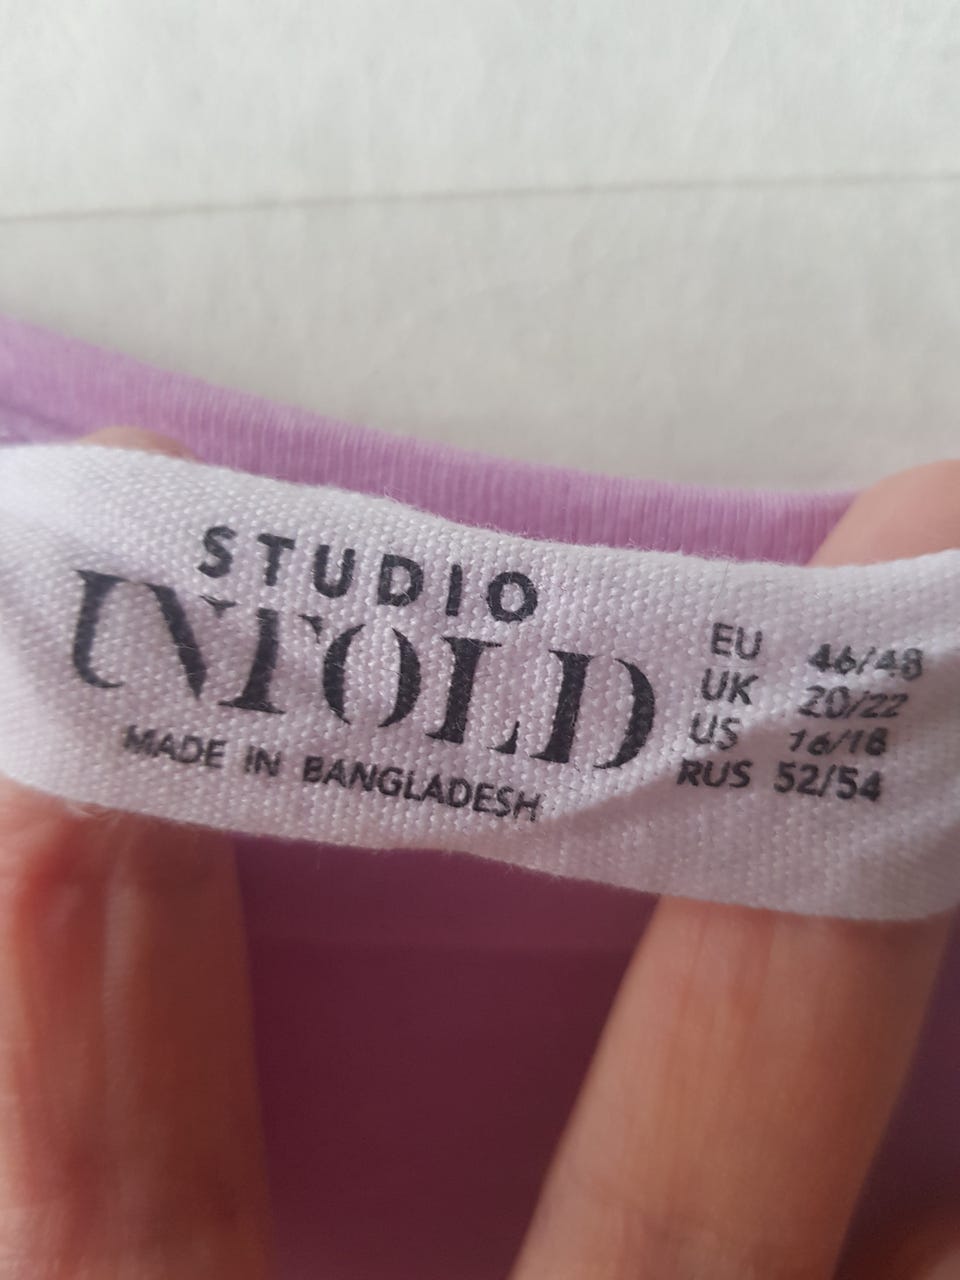 STUDIO
UNTOLD
MADE IN BANGLADESH
EU 46/48
UK 20/22
US 16/18
RUS 52/54